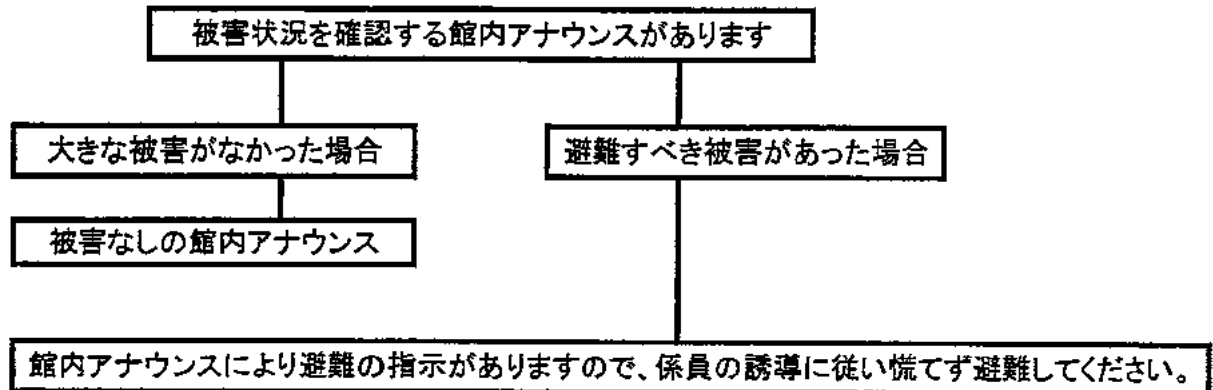 被害状況を確認する館内アナウンスがあります
大きな被害がなかった場合
避難すべき被害があった場合
被害なしの館内アナウンス
館内アナウンスにより避難の指示がありますので、係員の誘導に従い慌てず避難してください。